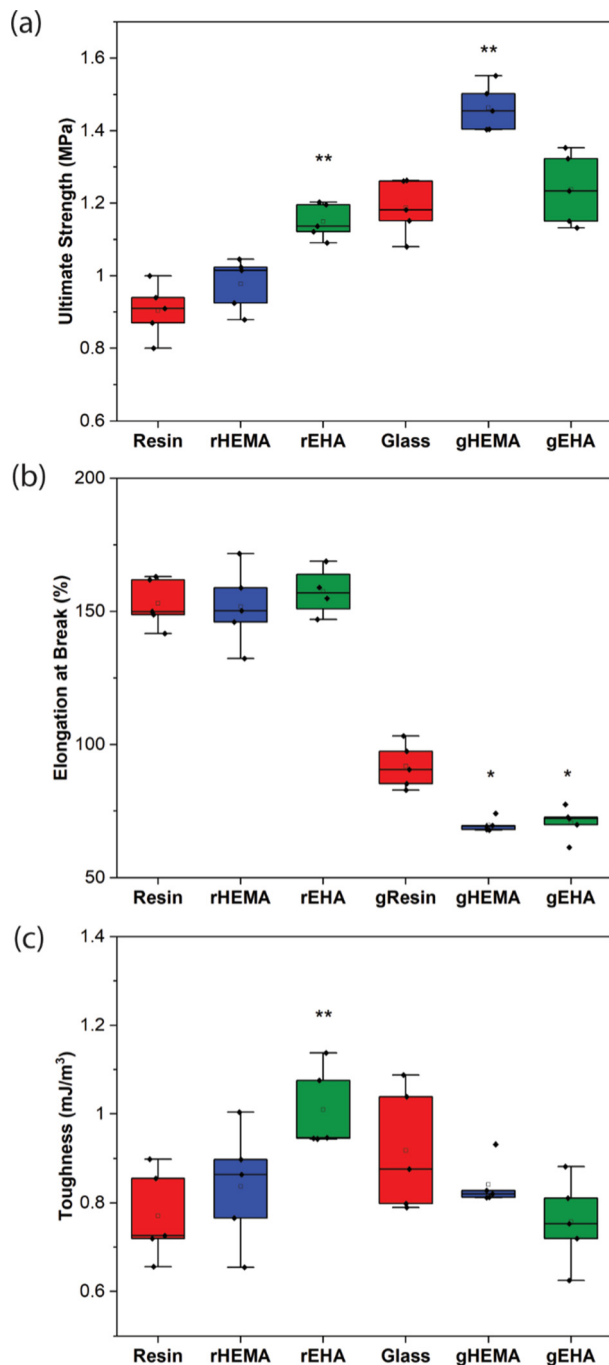 (a)
**
**
1.6
1.4
1.2
1
0.8
0.6
Ultimate Strength (MPa)
Resin rHEMA rEHA Glass gHEMA gEHA
(b)
200
150
100
50
Elongation at Break (%)
* *
Resin rHEMA rEHA gResin gHEMA gEHA
(c)
1.4
1.2
1
0.8
0.6
Toughness (mJ/m³)
**
Resin rHEMA rEHA Glass gHEMA gEHA